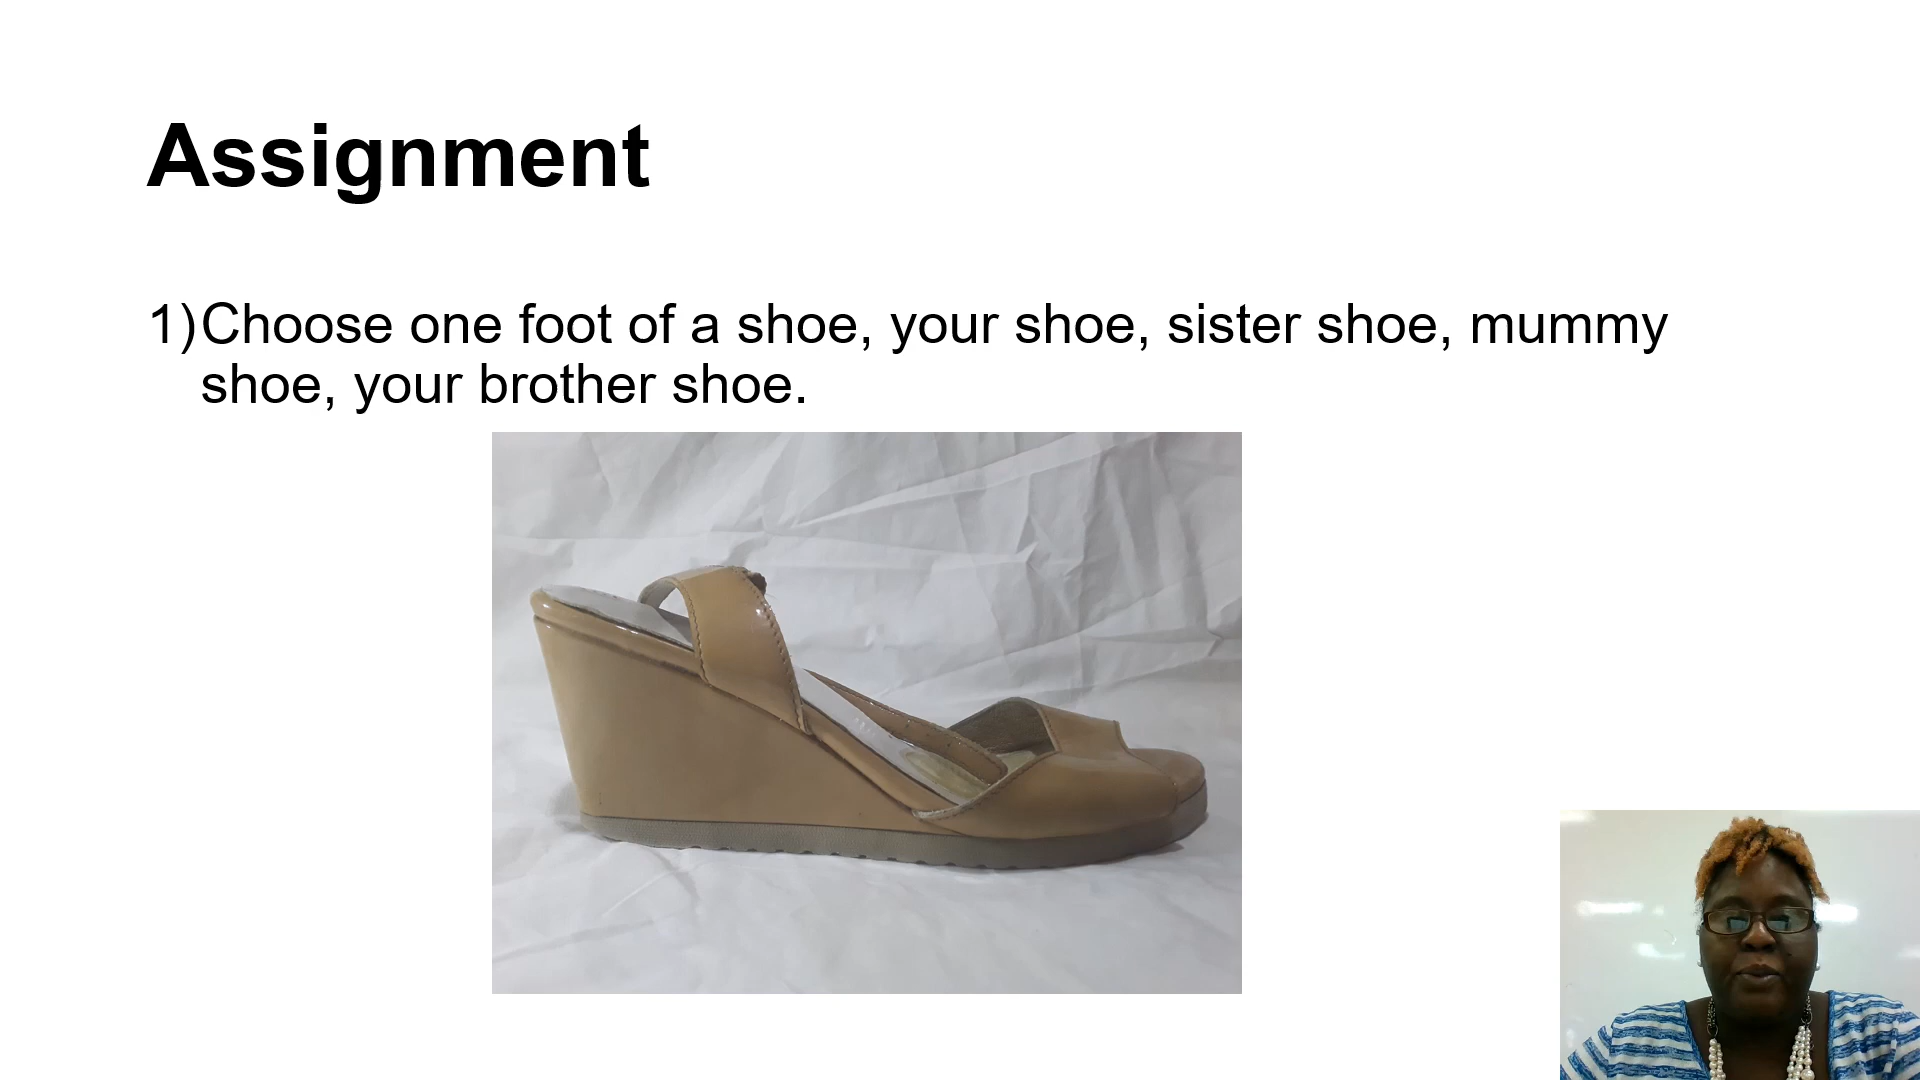 Assignment
1) Choose one foot of a shoe, your shoe, sister shoe, mummy
shoe, your brother shoe.